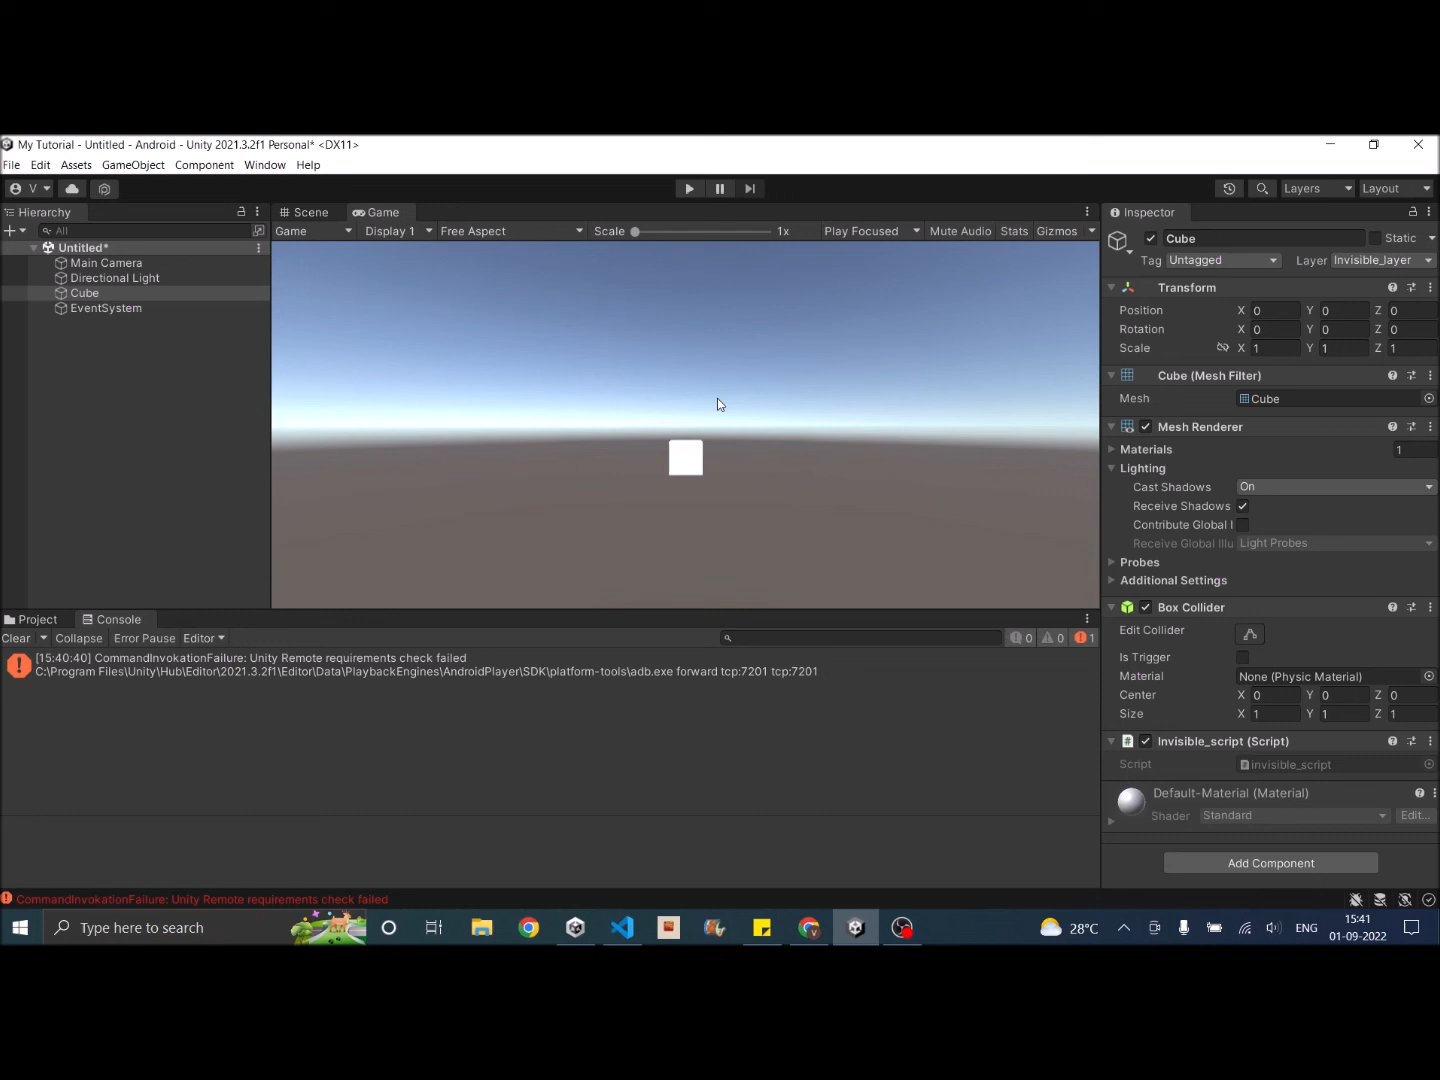 My Tutorial - Untitled - Android - Unity 2021.3.2f1 Personal* <DX11>
File Edit Assets GameObject Component Window Help
V Layers Layout
Hierarchy
All
Untitled*
Main Camera
Directional Light
Cube
EventSystem
Scene Game
Game Display 1 Free Aspect Scale 1x Play Focused Mute Audio Stats Gizmos
Inspector
Cube Static
Tag Untagged Layer Invisible_layer
Transform
Position X 0 Y 0 Z 0
Rotation X 0 Y 0 Z 0
Scale X 1 Y 1 Z 1
Cube (Mesh Filter)
Mesh Cube
Mesh Renderer
Materials 1
Lighting
Cast Shadows On
Receive Shadows
Contribute Global I
Receive Global Illu Light Probes
Probes
Additional Settings
Box Collider
Edit Collider
Is Trigger
Material None (Physic Material)
Center X 0 Y 0 Z 0
Size X 1 Y 1 Z 1
Invisible_script (Script)
Script invisible_script
Default-Material (Material)
Shader Standard Edit...
Add Component
Project Console
Clear Collapse Error Pause Editor 0 0 1
[15:40:40] CommandInvokationFailure: Unity Remote requirements check failed
C:\Program Files\Unity\Hub\Editor\2021.3.2f1\Editor\Data\PlaybackEngines\AndroidPlayer\SDK\platform-tools\adb.exe forward tcp:7201 tcp:7201
CommandInvokationFailure: Unity Remote requirements check failed
Type here to search
28°C ENG
15:41
01-09-2022